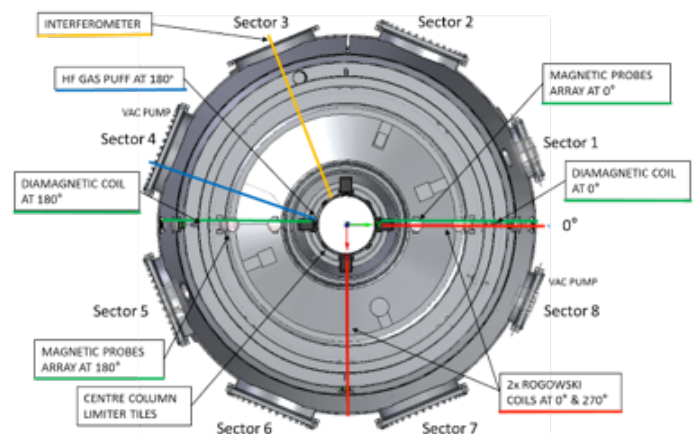 Sector 3
Sector 2
INTERFEROMETER
HF GAS PUFF AT 180°
MAGNETIC PROBES
ARRAY AT 0°
VAC PUMP
Sector 4
Sector 1
DIAMAGNETIC COIL
AT 180°
DIAMAGNETIC COIL
AT 0°
0°
VAC PUMP
Sector 5
Sector 8
MAGNETIC PROBES
ARRAY AT 180°
CENTRE COLUMN
LIMITER TILES
2x ROGOWSKI
COILS AT 0° & 270°
Sector 6
Sector 7